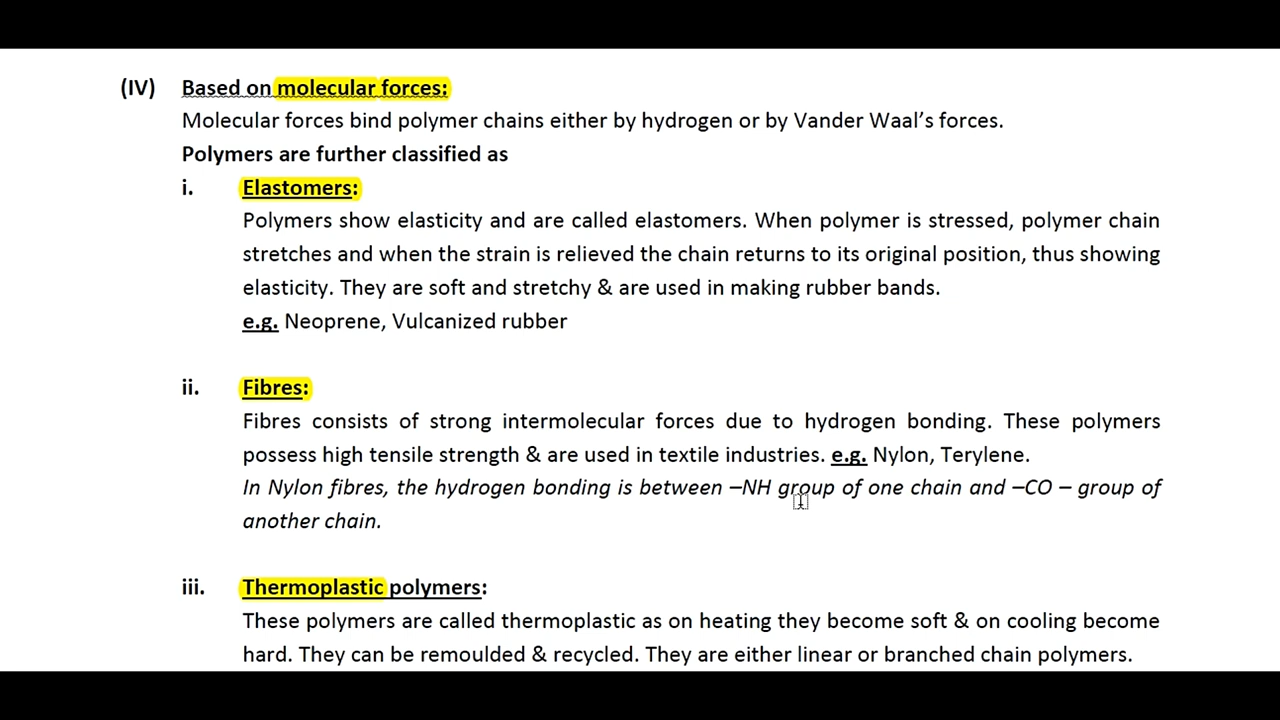 (IV) Based on molecular forces:
Molecular forces bind polymer chains either by hydrogen or by Vander Waal’s forces.
Polymers are further classified as
i. Elastomers:
Polymers show elasticity and are called elastomers. When polymer is stressed, polymer chain
stretches and when the strain is relieved the chain returns to its original position, thus showing
elasticity. They are soft and stretchy & are used in making rubber bands.
e.g. Neoprene, Vulcanized rubber
ii. Fibres:
Fibres consists of strong intermolecular forces due to hydrogen bonding. These polymers
possess high tensile strength & are used in textile industries. e.g. Nylon, Terylene.
In Nylon fibres, the hydrogen bonding is between –NH group of one chain and –CO – group of
another chain.
iii. Thermoplastic polymers:
These polymers are called thermoplastic as on heating they become soft & on cooling become
hard. They can be remoulded & recycled. They are either linear or branched chain polymers.